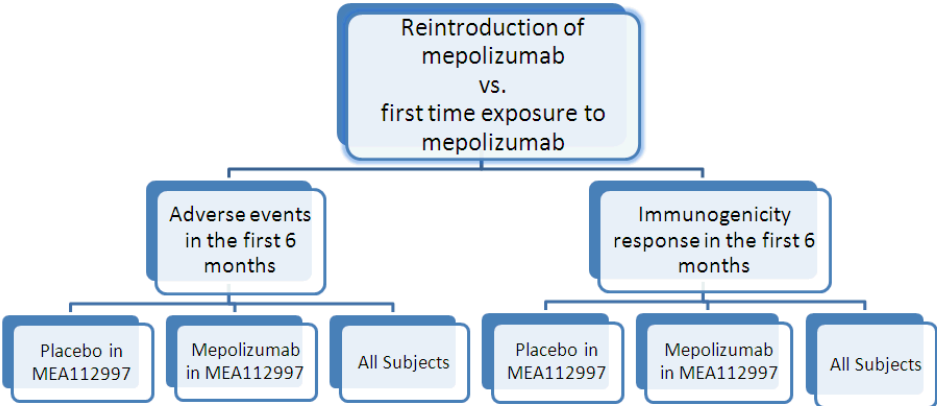 Reintroduction of
mepolizumab
vs.
first time exposure to
mepolizumab
Adverse events
in the first 6
months
Immunogenicity
response in the first 6
months
Placebo in
MEA112997
Mepolizumab
in MEA112997
All Subjects
Placebo in
MEA112997
Mepolizumab
in MEA112997
All Subjects